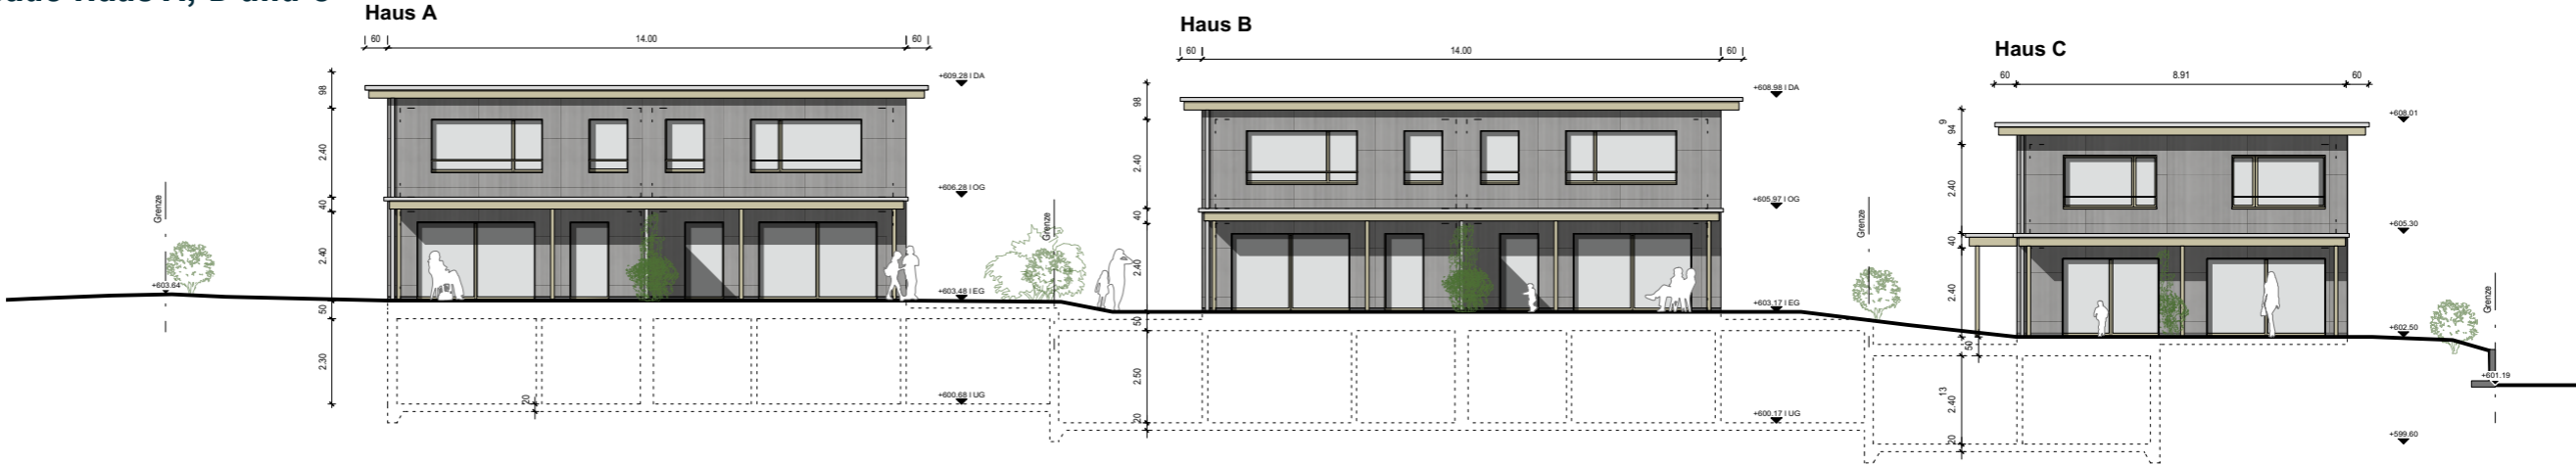 Haus A
60
14.00
60
98
2.40
40
2.40
50
2.30
20
+609.28 I DA
+606.28 I OG
+603.48 I EG
+600.68 I UG
Grenze
+603.64
Grenze
Haus B
60
14.00
60
98
2.40
40
2.40
50
2.50
20
+608.98 I DA
+605.97 I OG
+603.17 I EG
+600.17 I UG
Grenze
Haus C
60
8.91
60
9
94
2.40
40
2.40
50
13
2.40
20
+608.01
+605.30
+602.50
+599.60
Grenze
+601.19